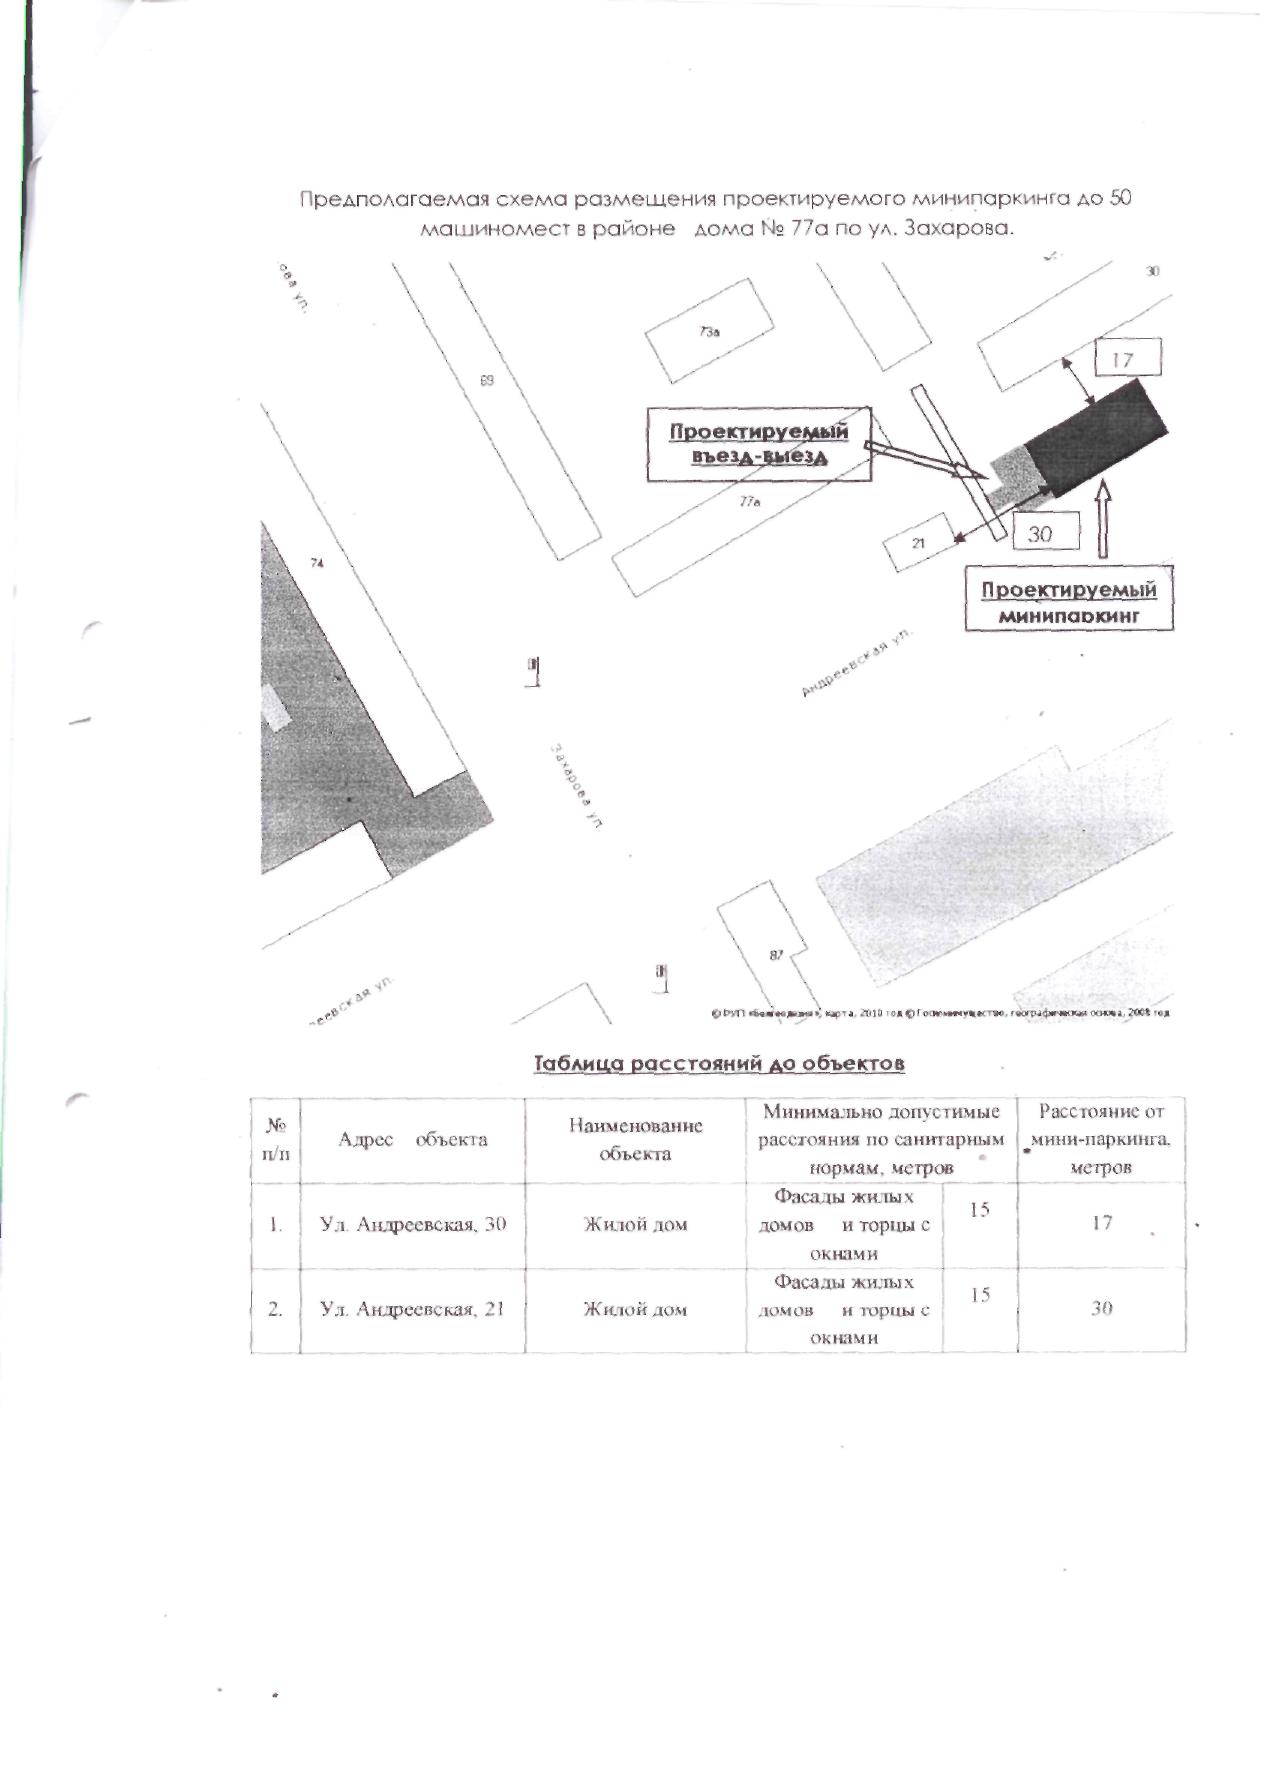 Предполагаемая схема размещения проектируемого минипаркинга до 50
машиномест в районе дома № 77а по ул. Захарова.
ова ул.
30
73а
17
69
Проектируемый
въезд-выезд
77а
21
30
74
Проектируемый
минипаркинг
Андреевская ул.
Захарова ул.
87
реевская ул.
© РУП «Белгеодезия», карта, 2010 год © Госкомимущество, географическая основа, 2008 год
Таблица расстояний до объектов
№ п/п
Адрес объекта
Наименование объекта
Минимально допустимые расстояния по санитарным нормам, метров
Расстояние от мини-паркинга, метров
1. Ул. Андреевская, 30 Жилой дом Фасады жилых домов и торцы с окнами 15 17
2. Ул. Андреевская, 21 Жилой дом Фасады жилых домов и торцы с окнами 15 30